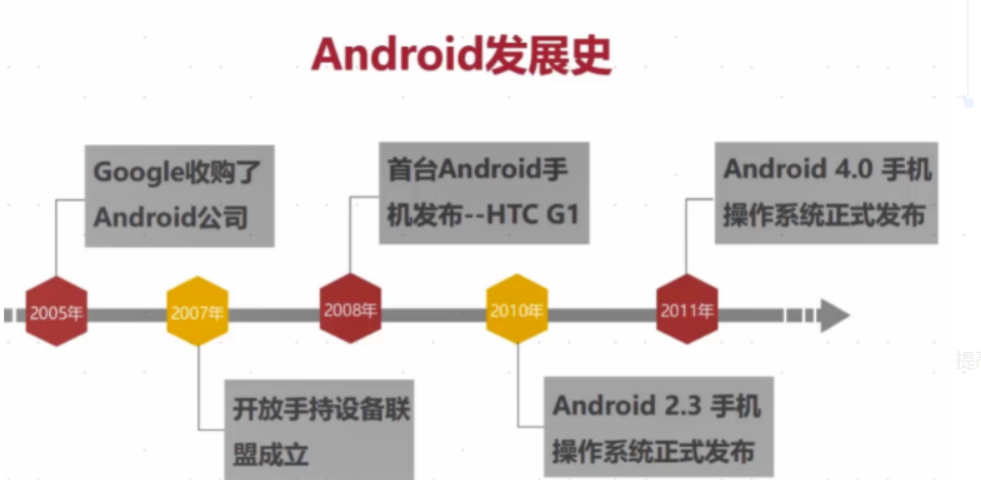 Android发展史
Google收购了
Android公司
首台Android手
机发布--HTC G1
Android 4.0 手机
操作系统正式发布
2005年
2007年
2008年
2010年
2011年
开放手持设备联
盟成立
Android 2.3 手机
操作系统正式发布